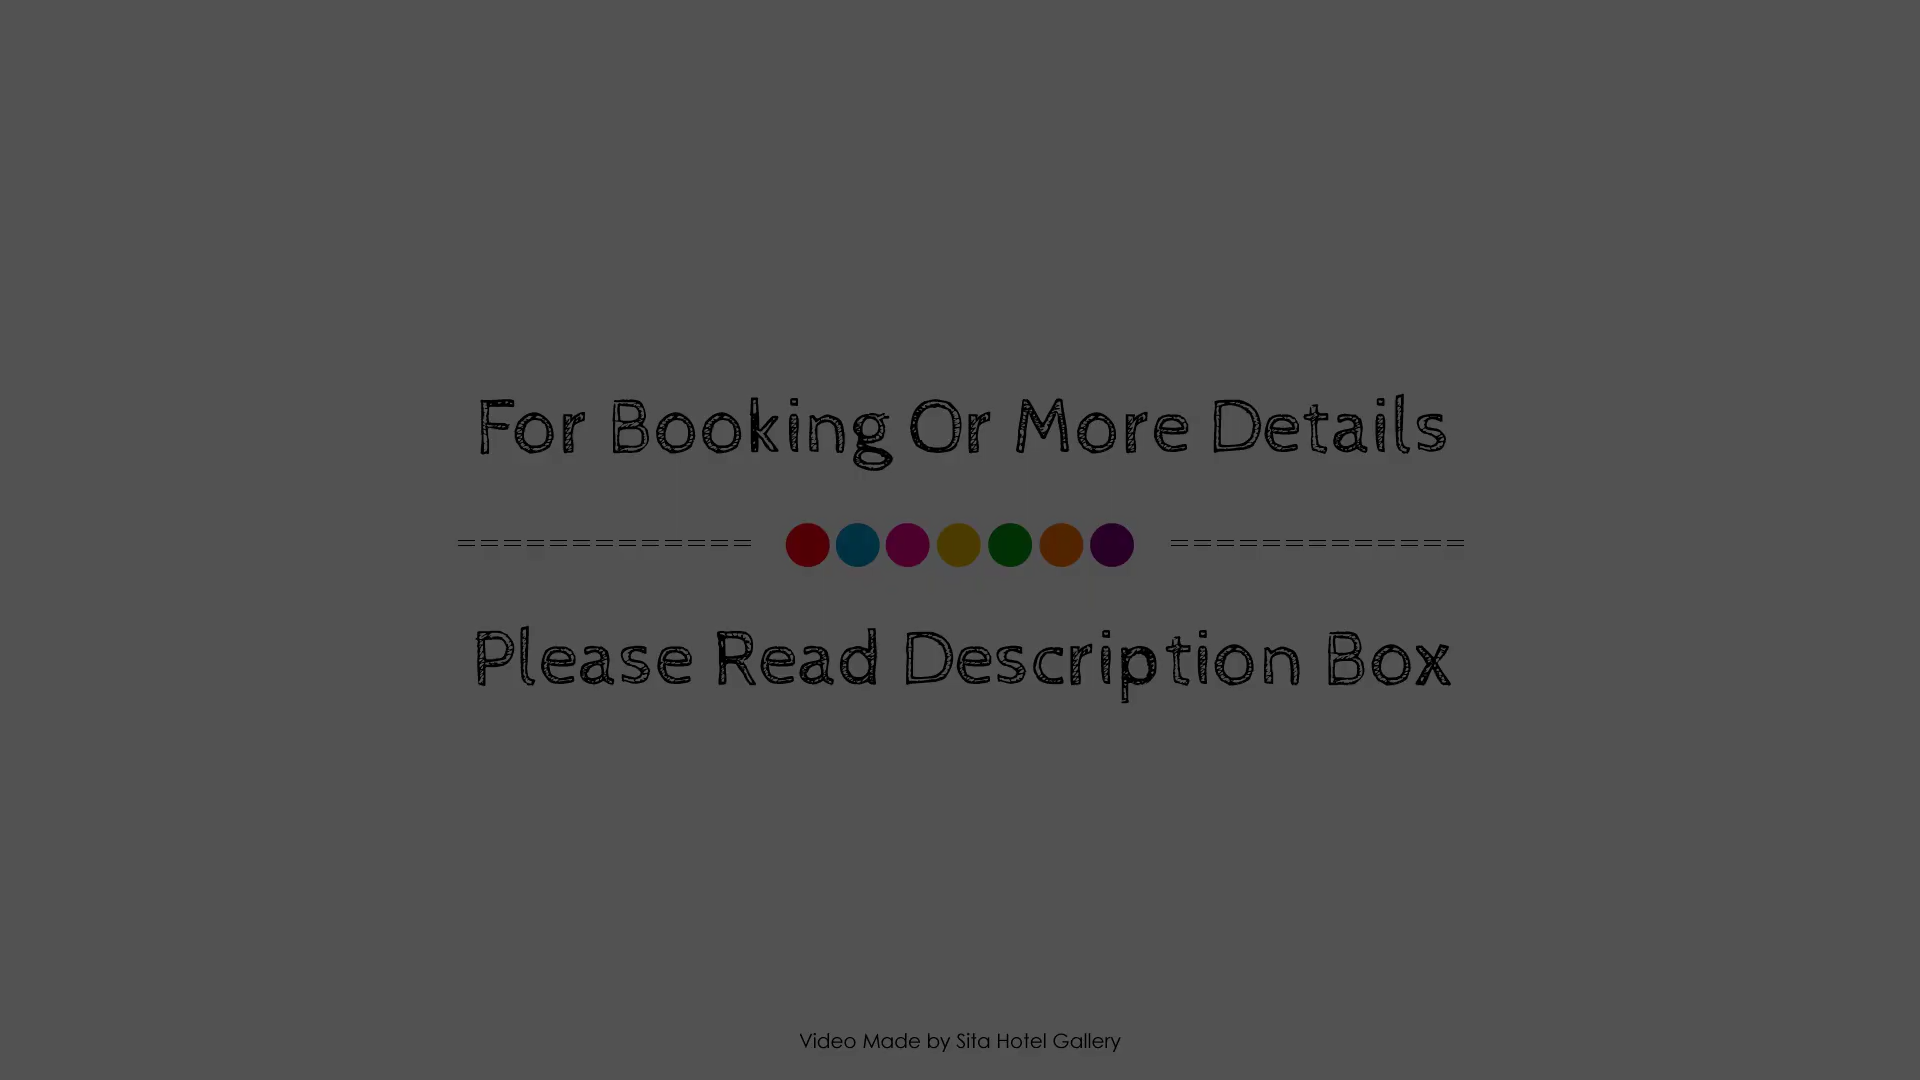 For Booking Or More Details
============= =============
Please Read Description Box
Video Made by Sita Hotel Gallery